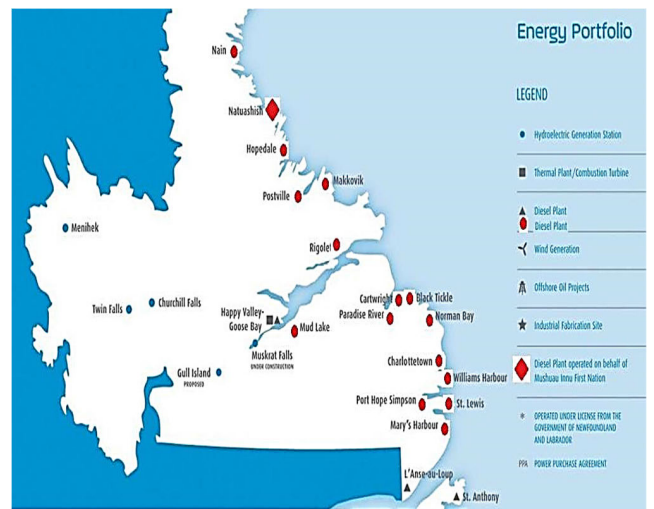 Energy Portfolio
LEGEND
Hydroelectric Generation Station
Thermal Plant/Combustion Turbine
Diesel Plant
Diesel Plant
Wind Generation
Offshore Oil Projects
Industrial Fabrication Site
Diesel Plant operated on behalf of
Mushuau Innu First Nation
* OPERATED UNDER LICENSE FROM THE
GOVERNMENT OF NEWFOUNDLAND
AND LABRADOR
PPA POWER PURCHASE AGREEMENT
Nain
Natuashish
Hopedale
Makkovik
Postville
Menihek
Rigolet
Twin Falls
Churchill Falls
Cartwright
Black Tickle
Paradise River
Norman Bay
Happy Valley-
Goose Bay
Mud Lake
Muskrat Falls
UNDER CONSTRUCTION
Gull Island
PROPOSED
Charlottetown
Williams Harbour
Port Hope Simpson
St. Lewis
Mary's Harbour
L'Anse-au-Loup
St. Anthony